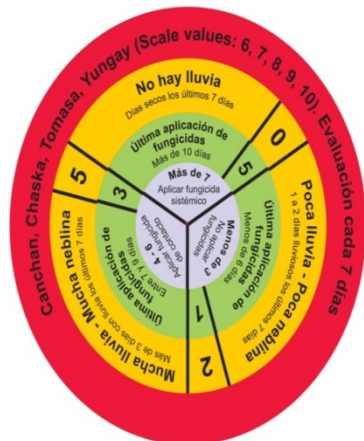 Canchan, Chaska, Tomasa, Yungay (Scale values: 6, 7, 8, 9, 10). Evaluación cada 7 días
No hay lluvia
Días secos los últimos 7 días
0
Poca lluvia - Poca neblina
1 a 2 días lluviosos los últimos 7 días
2
Mucha lluvia - Mucha neblina
Más de 3 días con lluvia los últimos 7 días
5
Última aplicación de
fungicidas
Más de 10 días
5
Última aplicación de
fungicidas
Menos de 6 días
1
Última aplicación de
fungicidas
Entre 7 y 9 días
3
Más de 7
Aplicar fungicida
sistémico
Menos de 3
No aplicar
fungicidas
4 - 6
Aplicar fungicida
de contacto